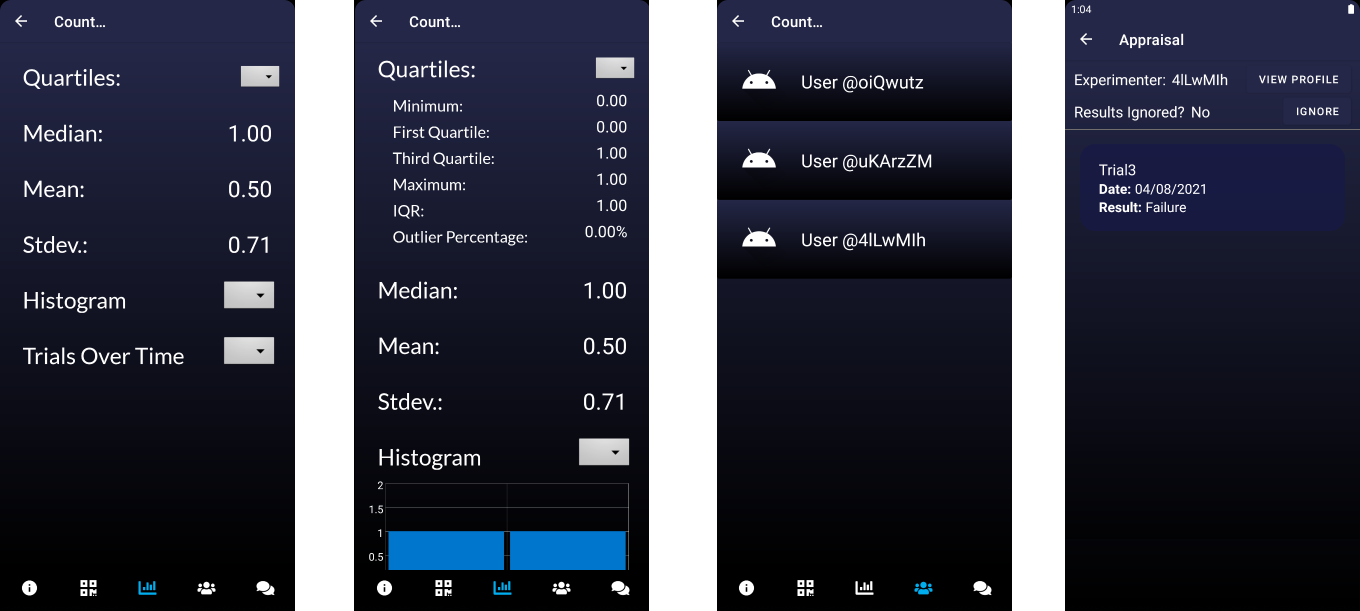 Count...
Quartiles:
Median: 1.00
Mean: 0.50
Stdev.: 0.71
Histogram
Trials Over Time
Count...
Quartiles:
Minimum: 0.00
First Quartile: 0.00
Third Quartile: 1.00
Maximum: 1.00
IQR: 1.00
Outlier Percentage: 0.00%
Median: 1.00
Mean: 0.50
Stdev.: 0.71
Histogram
2
1.5
1
0.5
Count...
User @oiQwutz
User @uKArzZM
User @4lLwMIh
1:04
Appraisal
Experimenter: 4lLwMIh VIEW PROFILE
Results Ignored? No IGNORE
Trial3
Date: 04/08/2021
Result: Failure